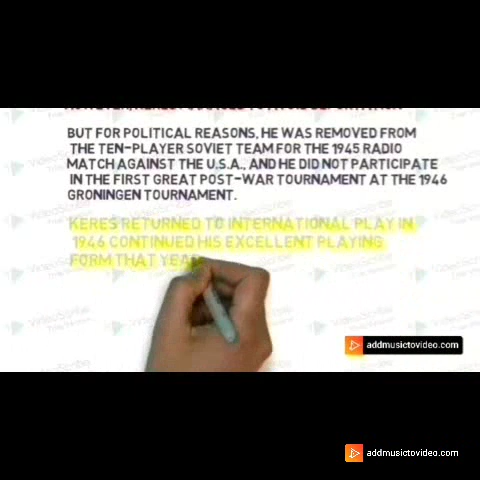 BUT FOR POLITICAL REASONS, HE WAS REMOVED FROM
THE TEN-PLAYER SOVIET TEAM FOR THE 1945 RADIO
MATCH AGAINST THE U.S.A., AND HE DID NOT PARTICIPATE
IN THE FIRST GREAT POST-WAR TOURNAMENT AT THE 1946
GRONINGEN TOURNAMENT.
KERES RETURNED TO INTERNATIONAL PLAY IN
1946 CONTINUED HIS EXCELLENT PLAYING
FORM THAT YEAR
addmusictovideo.com
addmusictovideo.com